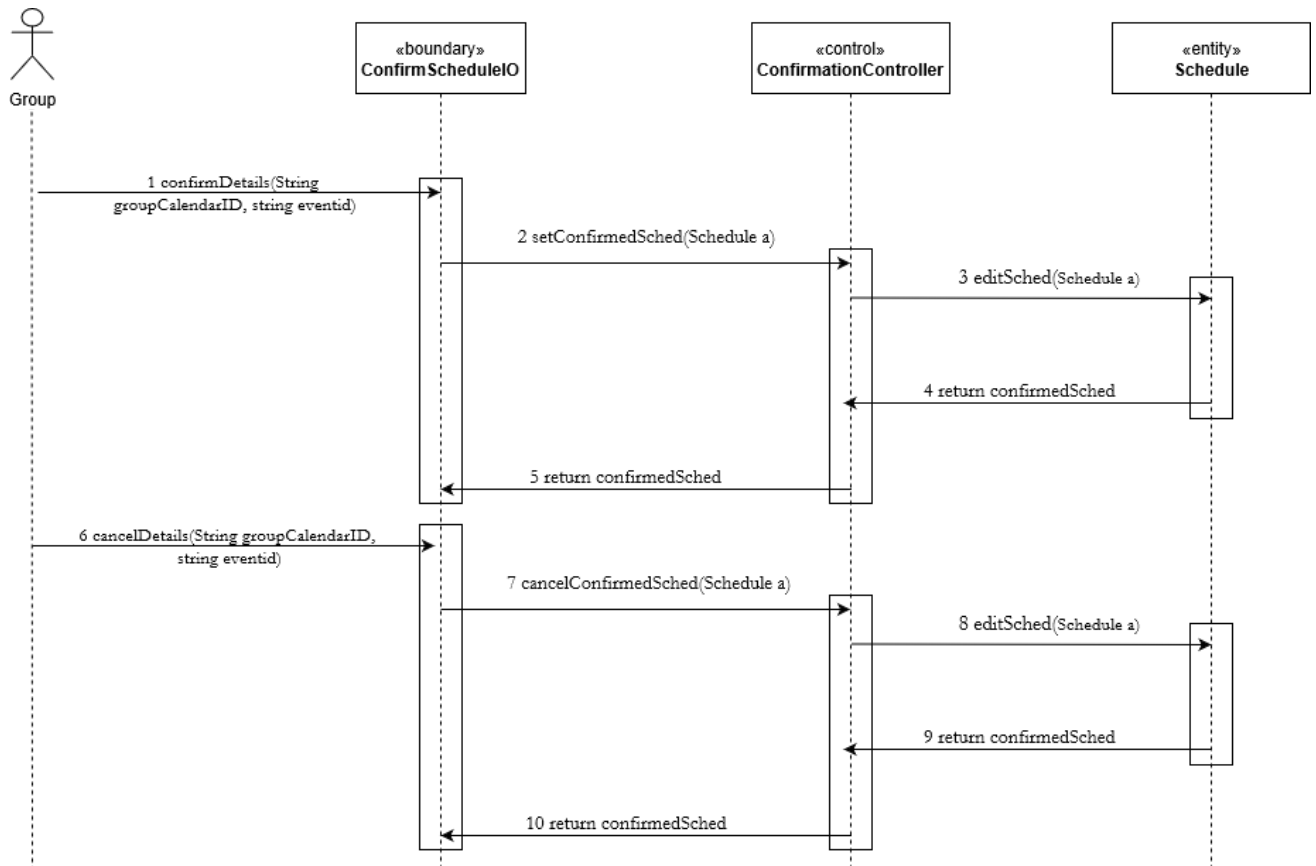 «boundary»
ConfirmScheduleIO
«control»
ConfirmationController
«entity»
Schedule
Group
1 confirmDetails(String
groupCalendarID, string eventid)
2 setConfirmedSched(Schedule a)
3 editSched(Schedule a)
4 return confirmedSched
5 return confirmedSched
6 cancelDetails(String groupCalendarID,
string eventid)
7 cancelConfirmedSched(Schedule a)
8 editSched(Schedule a)
9 return confirmedSched
10 return confirmedSched